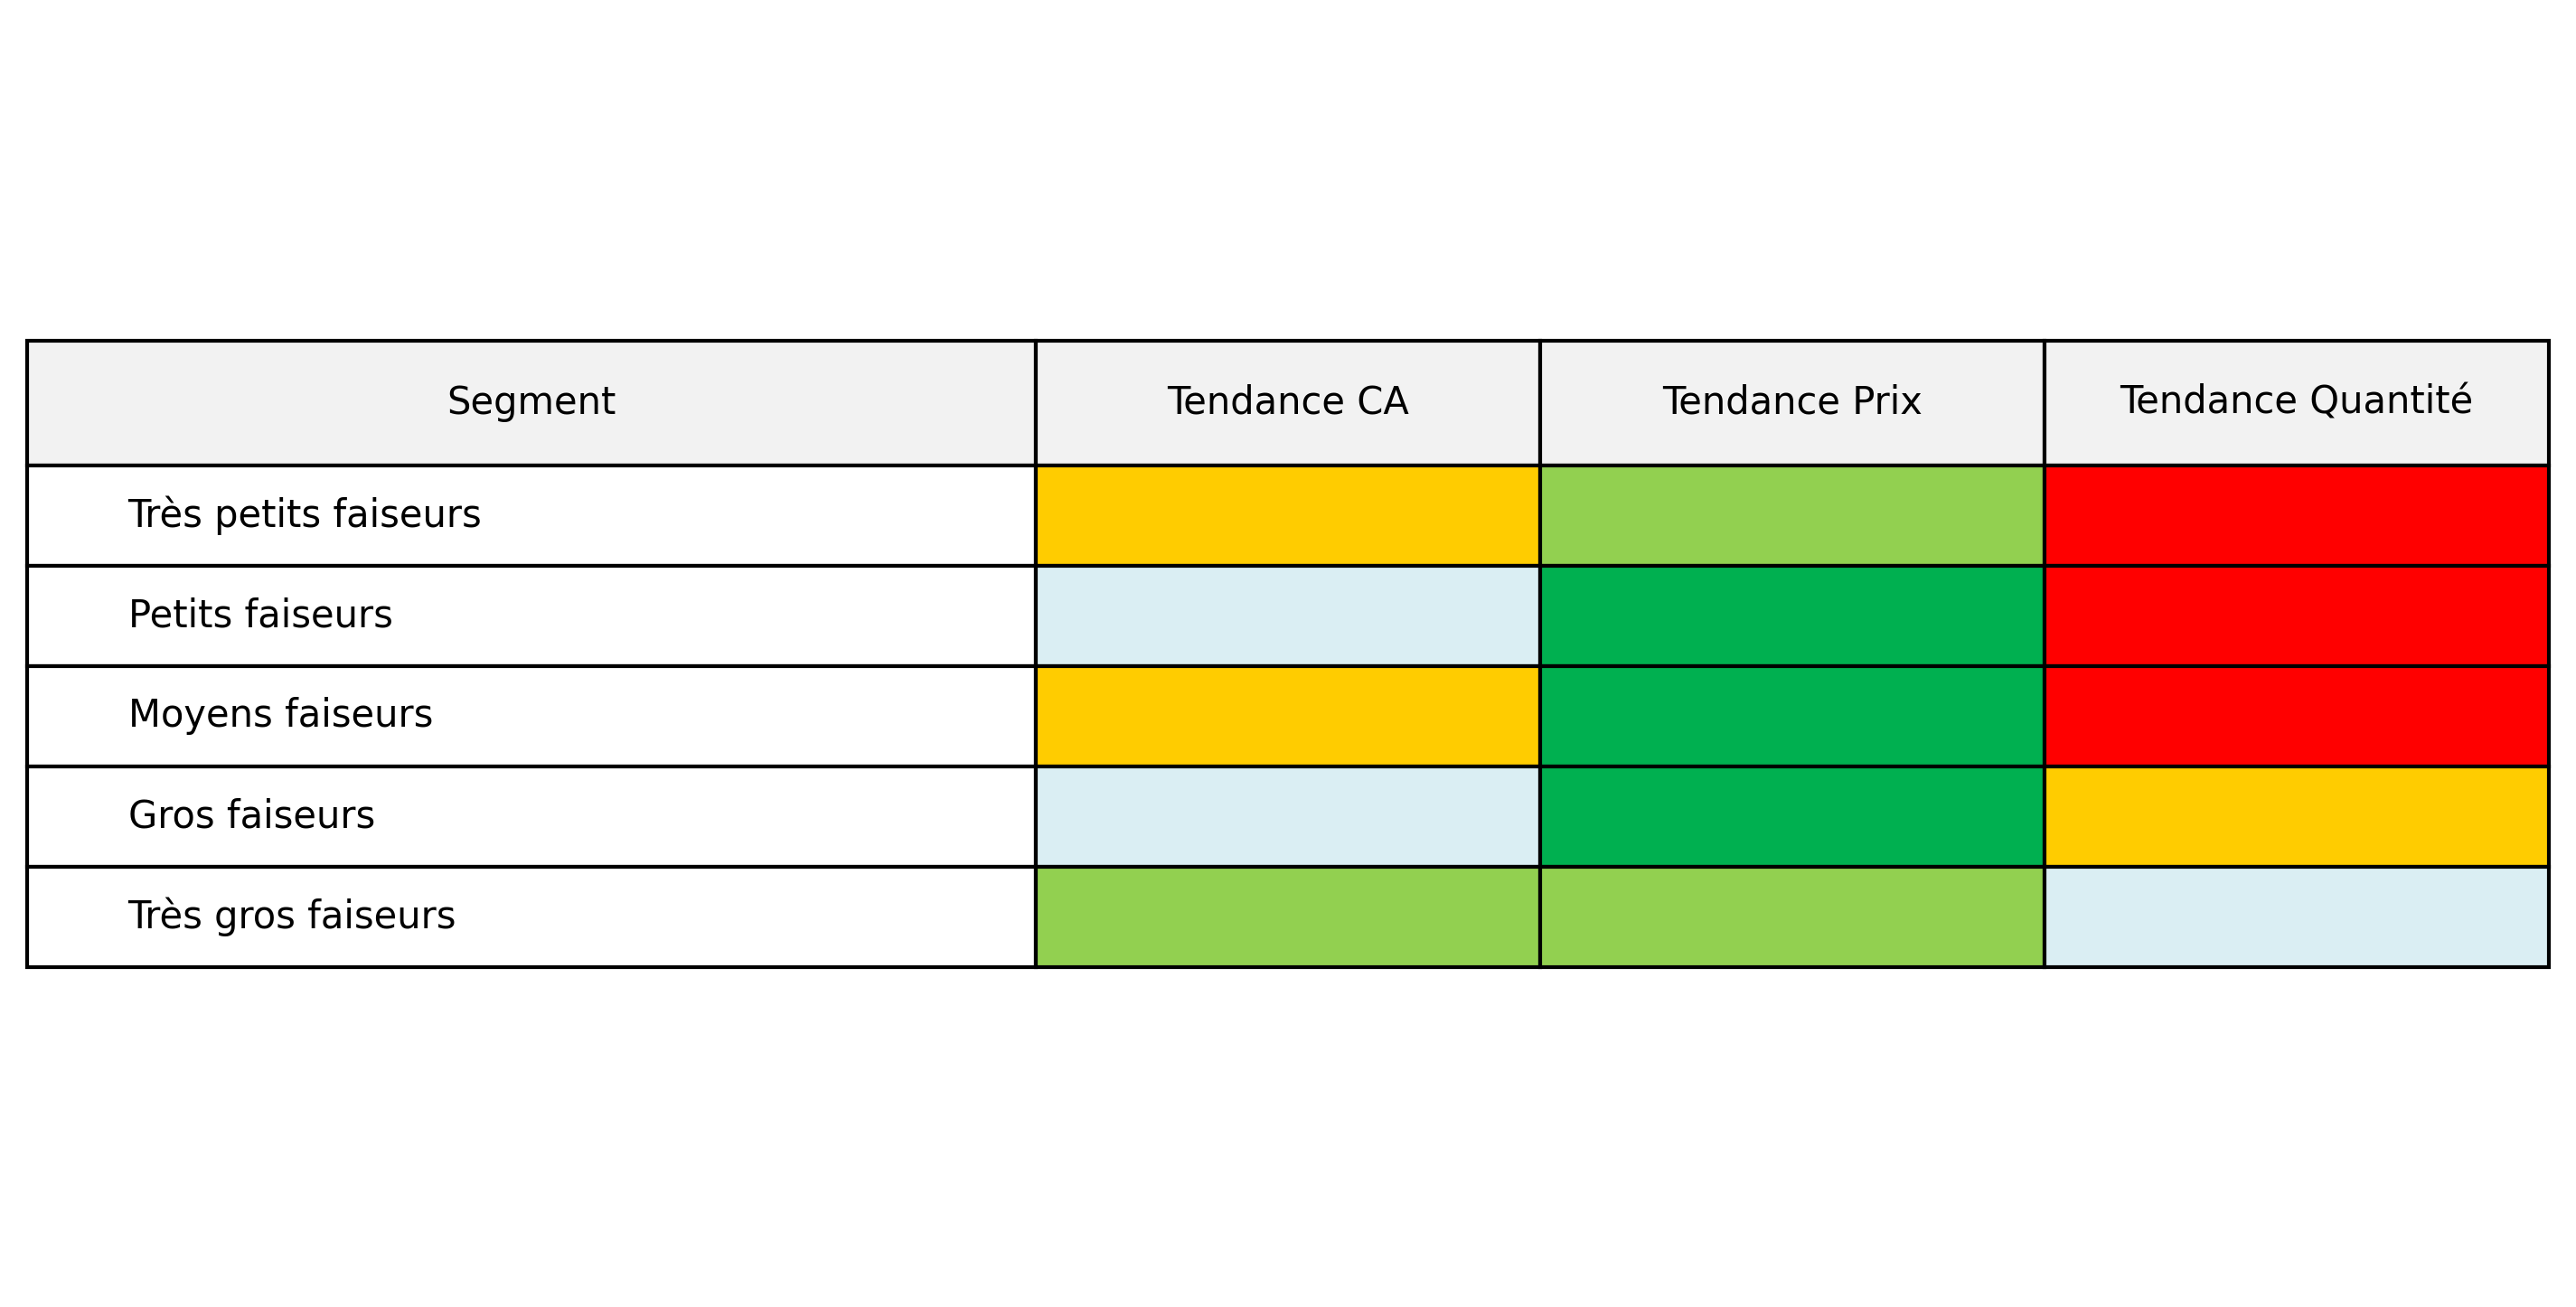 Segment Tendance CA Tendance Prix Tendance Quantité
Très petits faiseurs
Petits faiseurs
Moyens faiseurs
Gros faiseurs
Très gros faiseurs